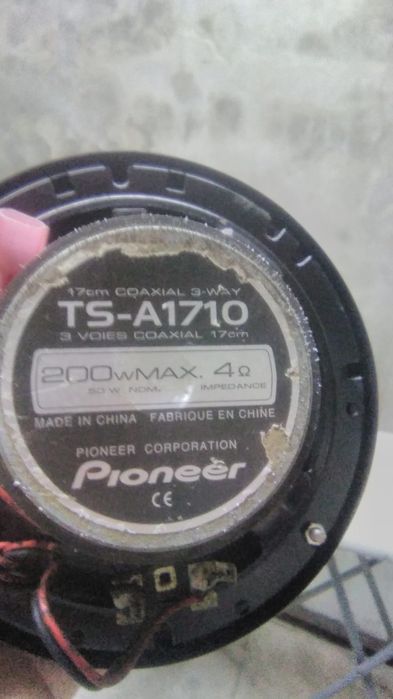 17cm COAXIAL 3-WAY
TS-A1710
3 VOIES COAXIAL 17cm
200WMAX. 4Ω
50 W NOM. IMPEDANCE
MADE IN CHINA FABRIQUE EN CHINE
PIONEER CORPORATION
Pioneer
CE